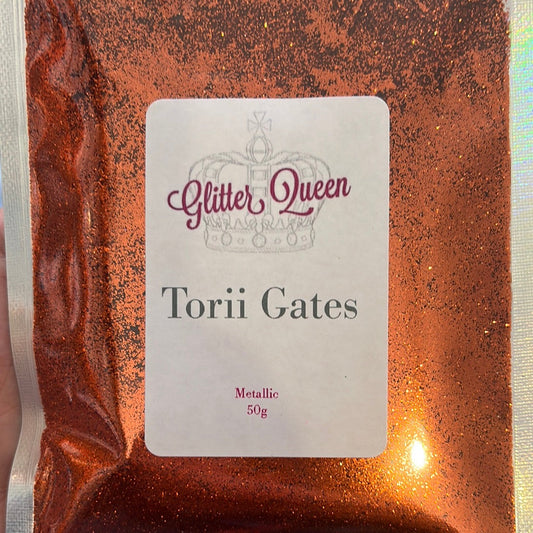 Glitter Queen
Torii Gates
Metallic
50g